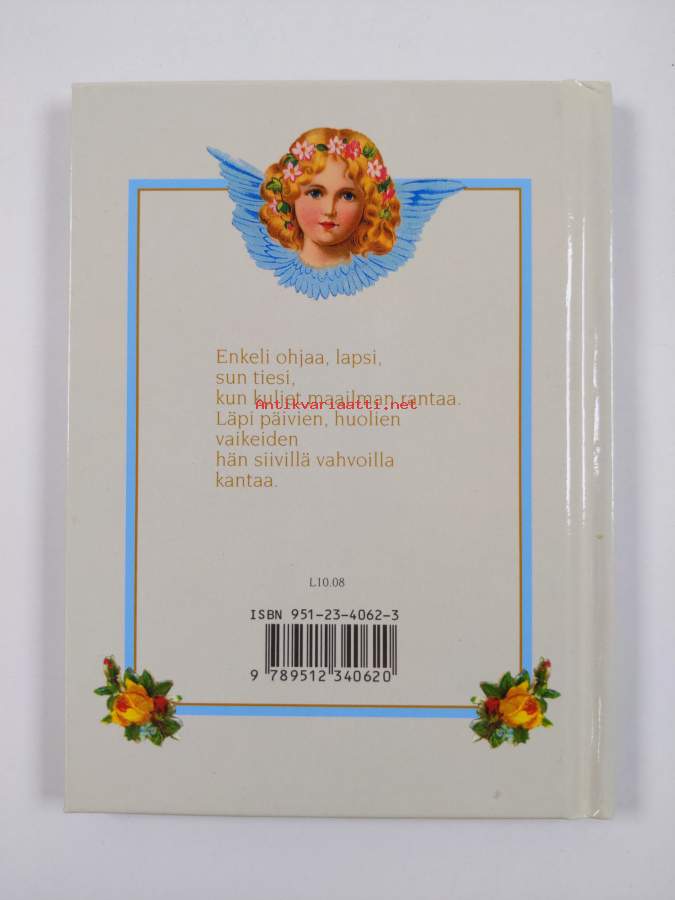 Enkeli ohjaa, lapsi,
sun tiesi,
kun kuljet maailman rantaa.
Antikvariaatti.net
Läpi päivien, huolien
vaikeiden
hän siivillä vahvoilla
kantaa.
L10.08
ISBN 951-23-4062-3
9 789512 340620